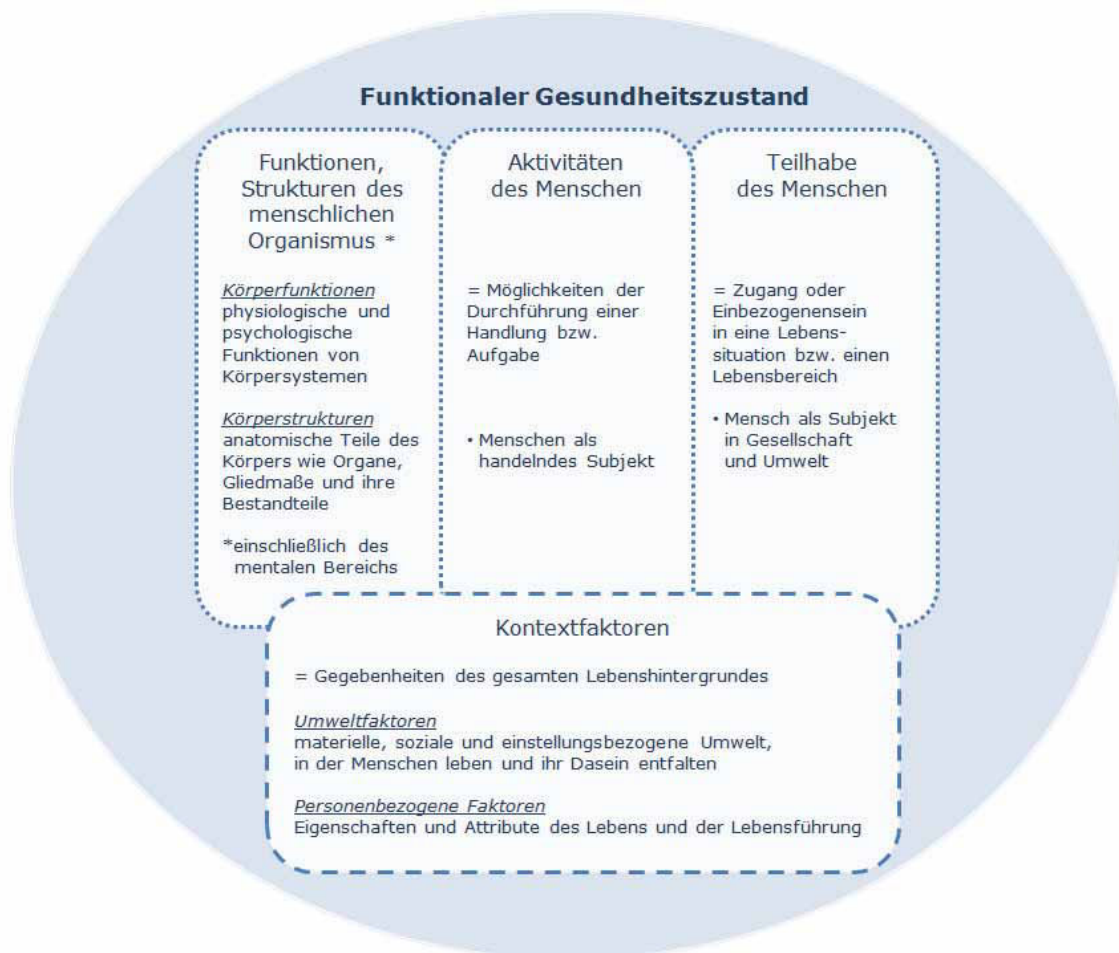 Funktionaler Gesundheitszustand
Funktionen,
Strukturen des
menschlichen
Organismus *
Körperfunktionen
physiologische und
psychologische
Funktionen von
Körpersystemen
Körperstrukturen
anatomische Teile des
Körpers wie Organe,
Gliedmaße und ihre
Bestandteile
*einschließlich des
mentalen Bereichs
Aktivitäten
des Menschen
= Möglichkeiten der
Durchführung einer
Handlung bzw.
Aufgabe
• Menschen als
handelndes Subjekt
Teilhabe
des Menschen
= Zugang oder
Einbezogenensein
in eine Lebens-
situation bzw. einen
Lebensbereich
• Mensch als Subjekt
in Gesellschaft
und Umwelt
Kontextfaktoren
= Gegebenheiten des gesamten Lebenshintergrundes
Umweltfaktoren
materielle, soziale und einstellungsbezogene Umwelt,
in der Menschen leben und ihr Dasein entfalten
Personenbezogene Faktoren
Eigenschaften und Attribute des Lebens und der Lebensführung